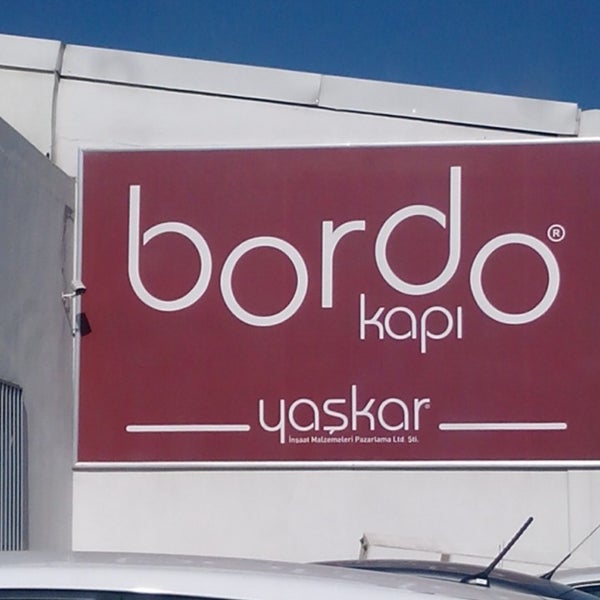 bordo®
kapı
yaşkar®
İnşaat Malzemeleri Pazarlama Ltd. Şti.